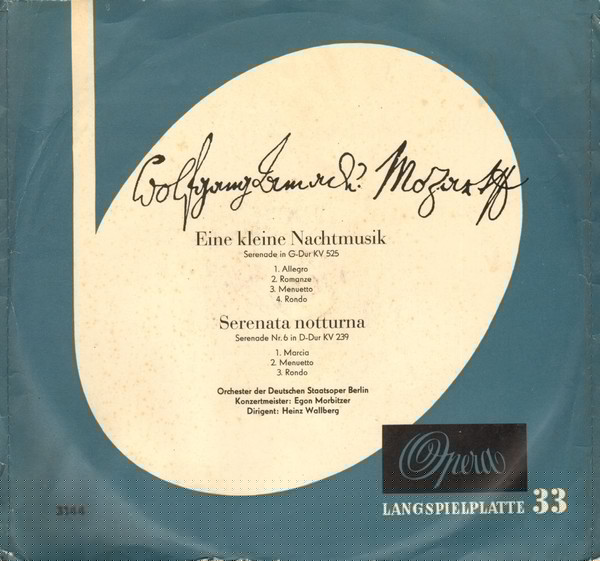 Wolfgang Amadè Mozart
Eine kleine Nachtmusik
Serenade in G-Dur KV 525
1. Allegro
2. Romanze
3. Menuetto
4. Rondo
Serenata notturna
Serenade Nr. 6 in D-Dur KV 239
1. Marcia
2. Menuetto
3. Rondo
Orchester der Deutschen Staatsoper Berlin
Konzertmeister: Egon Morbitzer
Dirigent: Heinz Wallberg
Opera
LANGSPIELPLATTE 33
3144